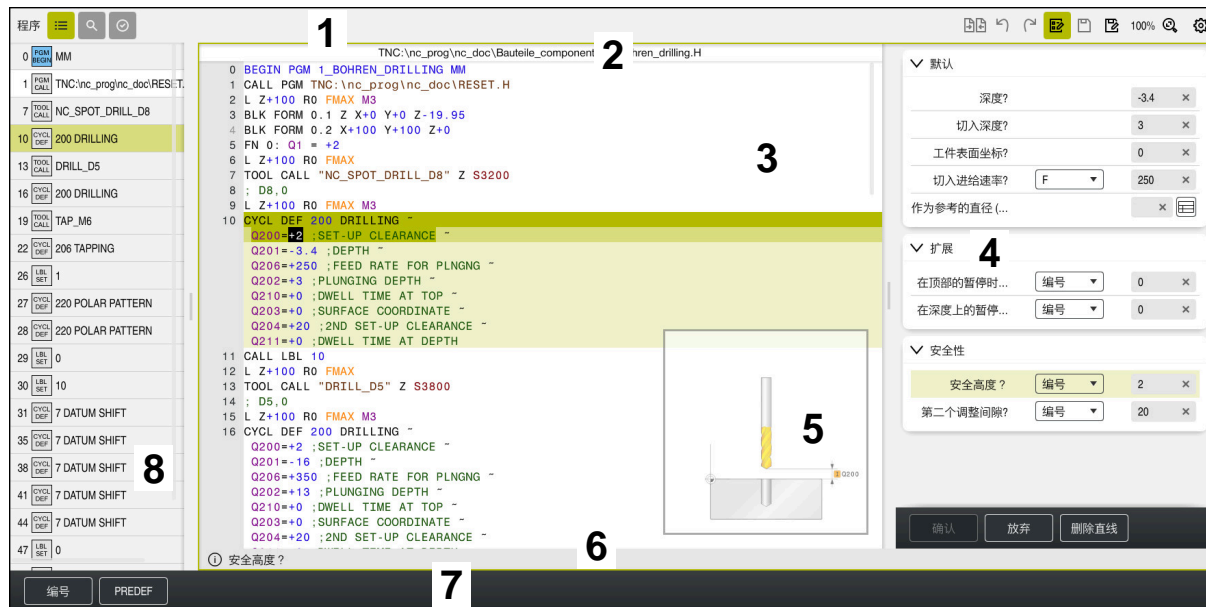 程序
1
100%
TNC:\nc_prog\nc_doc\Bauteile_component
2
hren_drilling.H
0 PGM BEGIN MM
1 PGM CALL TNC:\nc_prog\nc_doc\RESET.
7 TOOL CALL NC_SPOT_DRILL_D8
10 CYCL DEF 200 DRILLING
13 TOOL CALL DRILL_D5
16 CYCL DEF 200 DRILLING
19 TOOL CALL TAP_M6
22 CYCL DEF 206 TAPPING
26 LBL SET 1
27 CYCL DEF 220 POLAR PATTERN
28 CYCL DEF 220 POLAR PATTERN
29 LBL SET 0
30 LBL SET 10
31 CYCL DEF 7 DATUM SHIFT
35 CYCL DEF 7 DATUM SHIFT
38 CYCL DEF 7 DATUM SHIFT
41 CYCL DEF 7 DATUM SHIFT
44 CYCL DEF 7 DATUM SHIFT
47 LBL SET 0
8
0 BEGIN PGM 1_BOHREN_DRILLING MM
1 CALL PGM TNC:\nc_prog\nc_doc\RESET.H
2 L Z+100 R0 FMAX M3
3 BLK FORM 0.1 Z X+0 Y+0 Z-19.95
4 BLK FORM 0.2 X+100 Y+100 Z+0
5 FN 0: Q1 = +2
6 L Z+100 R0 FMAX
7 TOOL CALL "NC_SPOT_DRILL_D8" Z S3200
8 ; D8,0
9 L Z+100 R0 FMAX M3
10 CYCL DEF 200 DRILLING ~
Q200=+2 ;SET-UP CLEARANCE ~
Q201=-3.4 ;DEPTH ~
Q206=+250 ;FEED RATE FOR PLNGNG ~
Q202=+3 ;PLUNGING DEPTH ~
Q210=+0 ;DWELL TIME AT TOP ~
Q203=+0 ;SURFACE COORDINATE ~
Q204=+20 ;2ND SET-UP CLEARANCE ~
Q211=+0 ;DWELL TIME AT DEPTH
11 CALL LBL 10
12 L Z+100 R0 FMAX
13 TOOL CALL "DRILL_D5" Z S3800
14 ; D5,0
15 L Z+100 R0 FMAX M3
16 CYCL DEF 200 DRILLING ~
Q200=+2 ;SET-UP CLEARANCE ~
Q201=-16 ;DEPTH ~
Q206=+350 ;FEED RATE FOR PLNGNG ~
Q202=+13 ;PLUNGING DEPTH ~
Q210=+0 ;DWELL TIME AT TOP ~
Q203=+0 ;SURFACE COORDINATE ~
Q204=+20 ;2ND SET-UP CLEARANCE ~
3
5
Q200
6
安全高度？
默认
深度? -3.4 ×
切入深度? 3 ×
工件表面坐标? 0 ×
切入进给速率? F 250 ×
作为参考的直径 (... ×
扩展
4
在顶部的暂停时... 编号 0 ×
在深度上的暂停... 编号 0 ×
安全性
安全高度？ 编号 2 ×
第二个调整间隙? 编号 20 ×
确认 放弃 删除直线
编号 PREDEF
7